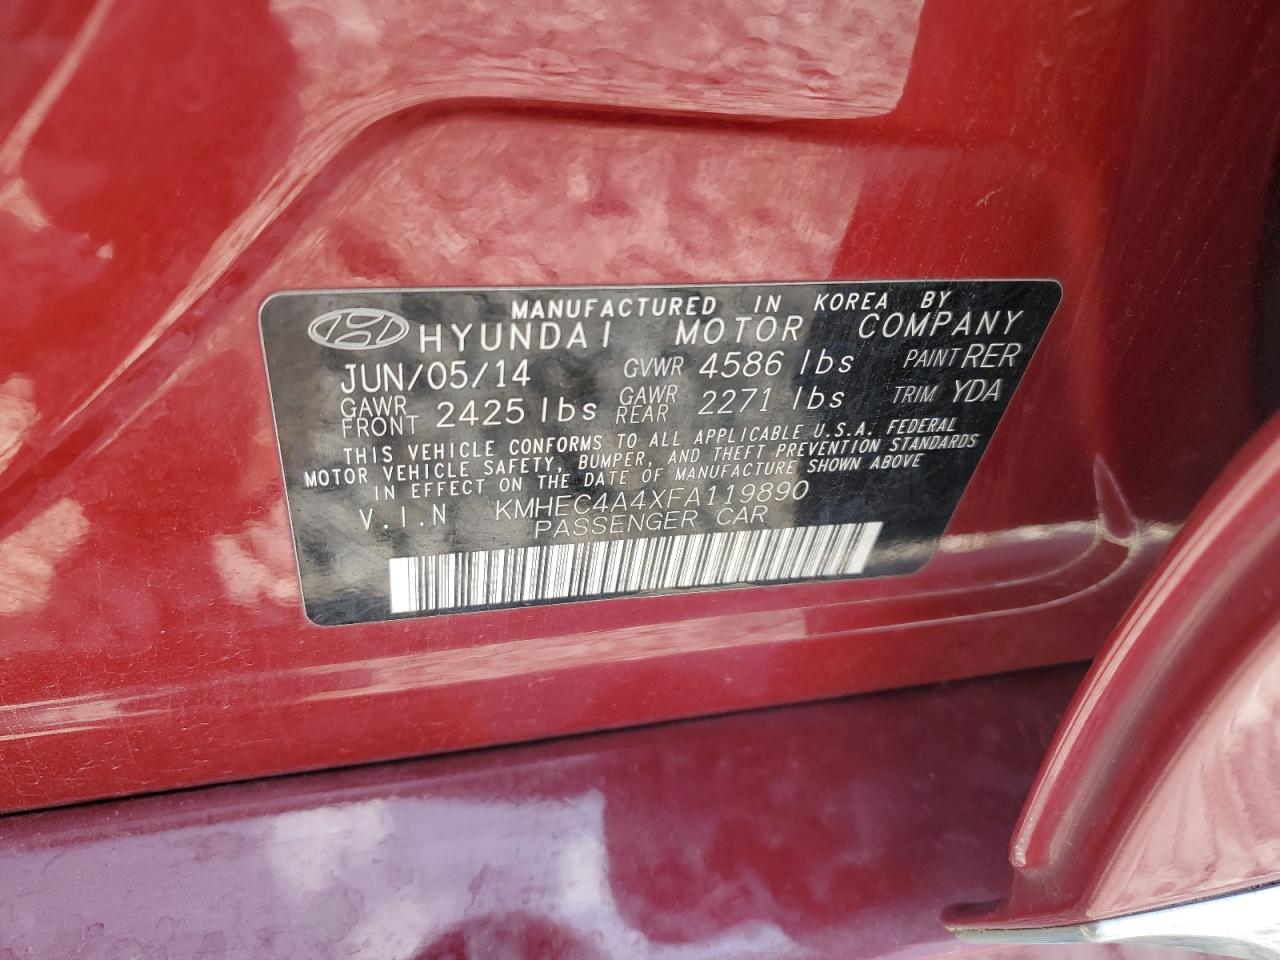 MANUFACTURED IN KOREA BY
HYUNDAI MOTOR COMPANY
JUN/05/14 GVWR 4586 lbs PAINT RER
GAWR FRONT 2425 lbs GAWR REAR 2271 lbs TRIM YDA
THIS VEHICLE CONFORMS TO ALL APPLICABLE U.S.A. FEDERAL
MOTOR VEHICLE SAFETY, BUMPER, AND THEFT PREVENTION STANDARDS
IN EFFECT ON THE DATE OF MANUFACTURE SHOWN ABOVE
V.I.N KMHEC4A4XFA119890
PASSENGER CAR